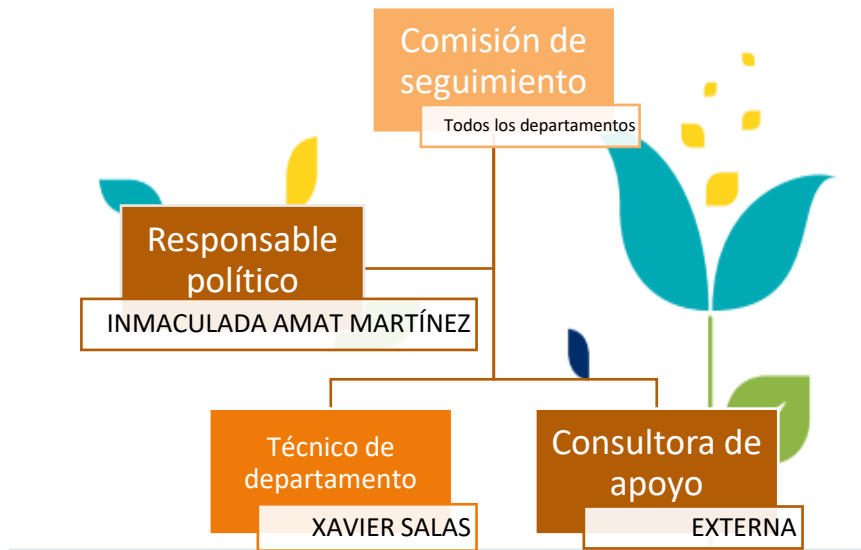 Comisión de
seguimiento
Todos los departamentos
Responsable
político
INMACULADA AMAT MARTÍNEZ
Técnico de
departamento
XAVIER SALAS
Consultora de
apoyo
EXTERNA